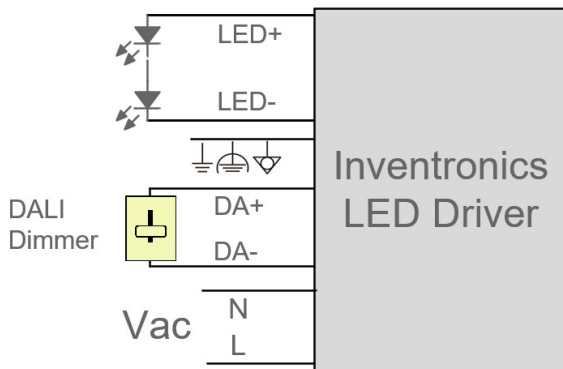 LED+
LED-
Inventronics
LED Driver
DALI
Dimmer
DA+
DA-
Vac
N
L